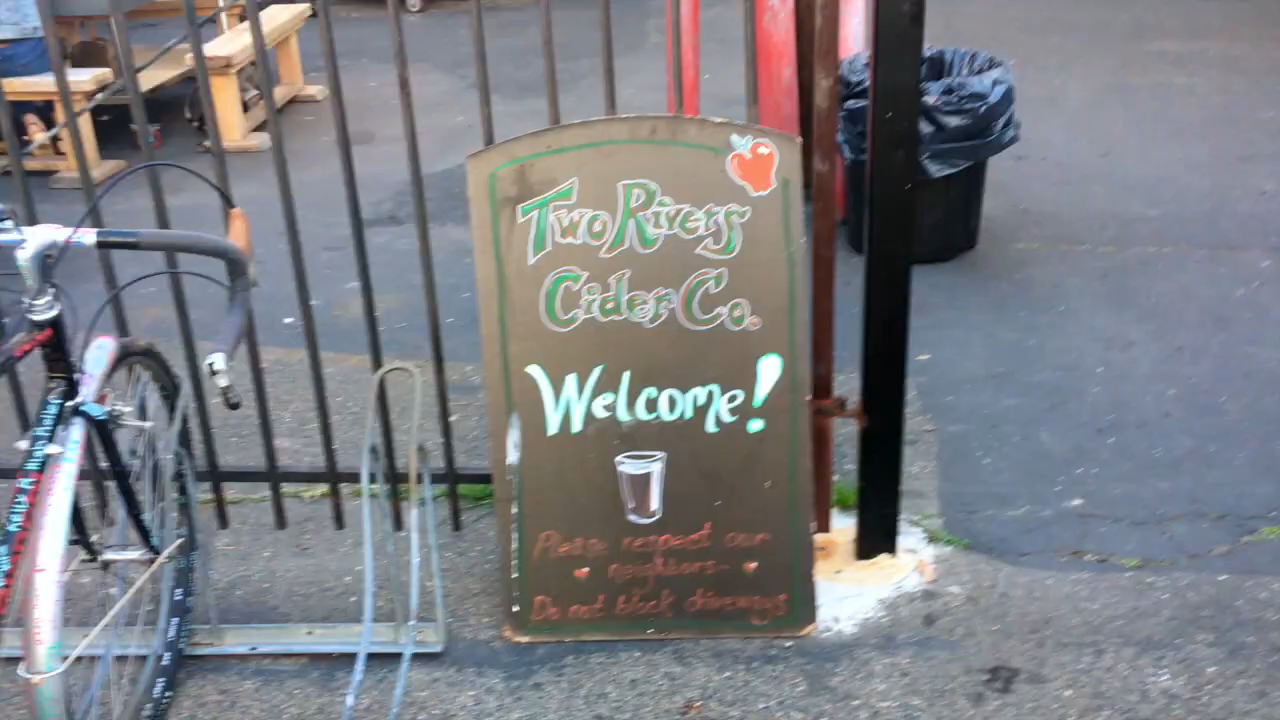 Two Rivers
Cider Co.
Welcome!
Please respect our
neighbors-
Do not block driveways